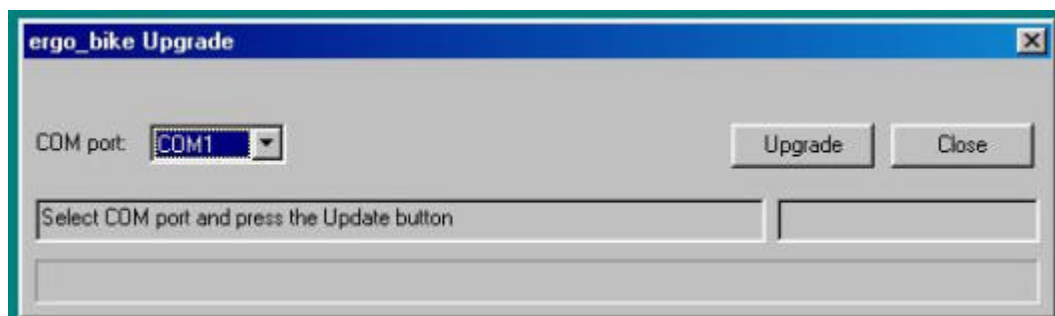 ergo_bike Upgrade
COM port: COM1 Upgrade Close
Select COM port and press the Update button